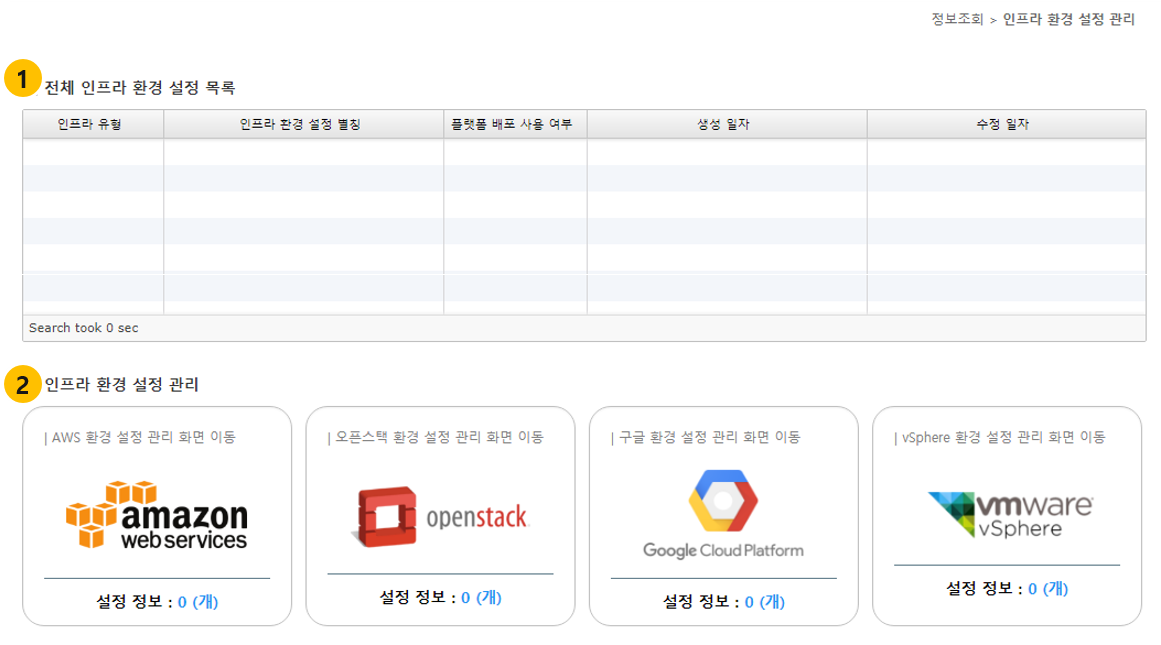 정보조회 > 인프라 환경 설정 관리
1 전체 인프라 환경 설정 목록
인프라 유형 인프라 환경 설정 별칭 플랫폼 배포 사용 여부 생성 일자 수정 일자
Search took 0 sec
2 인프라 환경 설정 관리
| AWS 환경 설정 관리 화면 이동
amazon
web services
설정 정보 : 0 (개)
| 오픈스택 환경 설정 관리 화면 이동
openstack
설정 정보 : 0 (개)
| 구글 환경 설정 관리 화면 이동
Google Cloud Platform
설정 정보 : 0 (개)
| vSphere 환경 설정 관리 화면 이동
vmware
vSphere
설정 정보 : 0 (개)